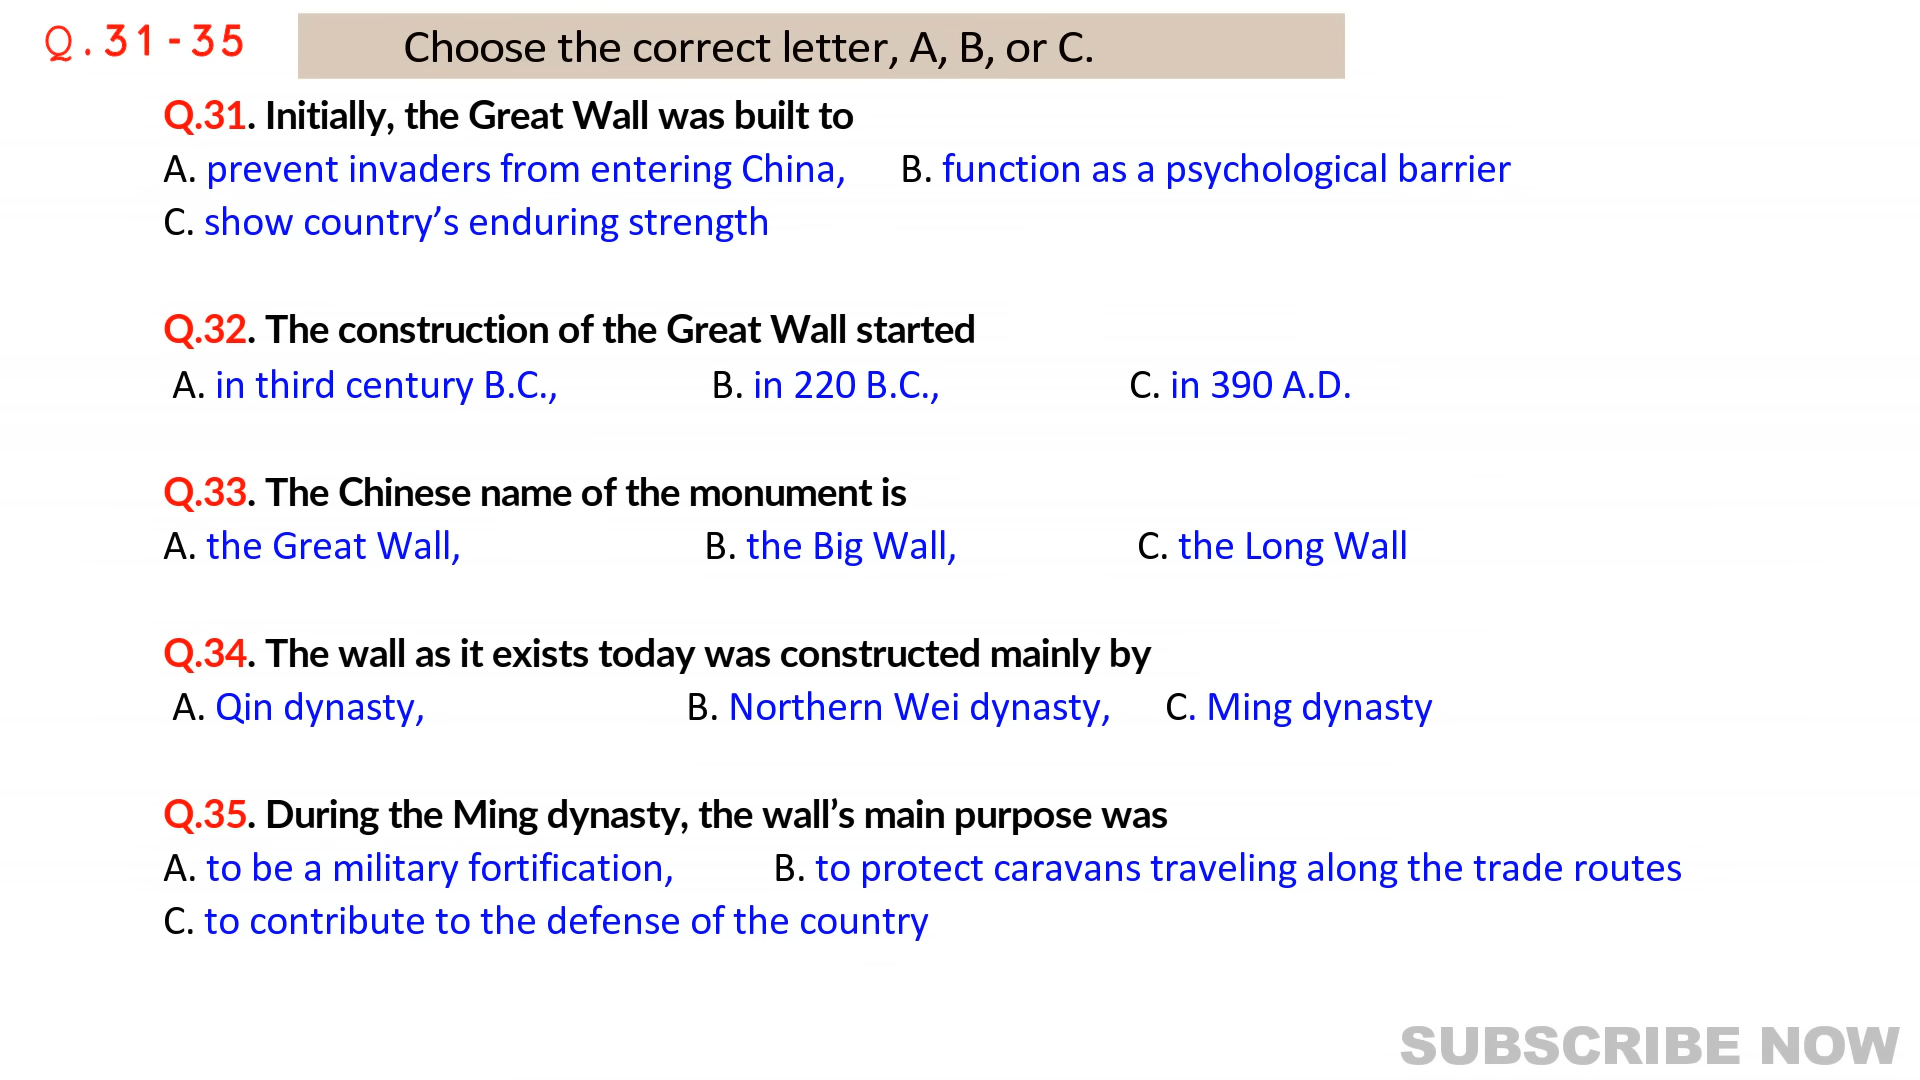 Q.31-35 Choose the correct letter, A, B, or C.
Q.31. Initially, the Great Wall was built to
A. prevent invaders from entering China, B. function as a psychological barrier
C. show country’s enduring strength
Q.32. The construction of the Great Wall started
A. in third century B.C., B. in 220 B.C., C. in 390 A.D.
Q.33. The Chinese name of the monument is
A. the Great Wall, B. the Big Wall, C. the Long Wall
Q.34. The wall as it exists today was constructed mainly by
A. Qin dynasty, B. Northern Wei dynasty, C. Ming dynasty
Q.35. During the Ming dynasty, the wall’s main purpose was
A. to be a military fortification, B. to protect caravans traveling along the trade routes
C. to contribute to the defense of the country
SUBSCRIBE NOW